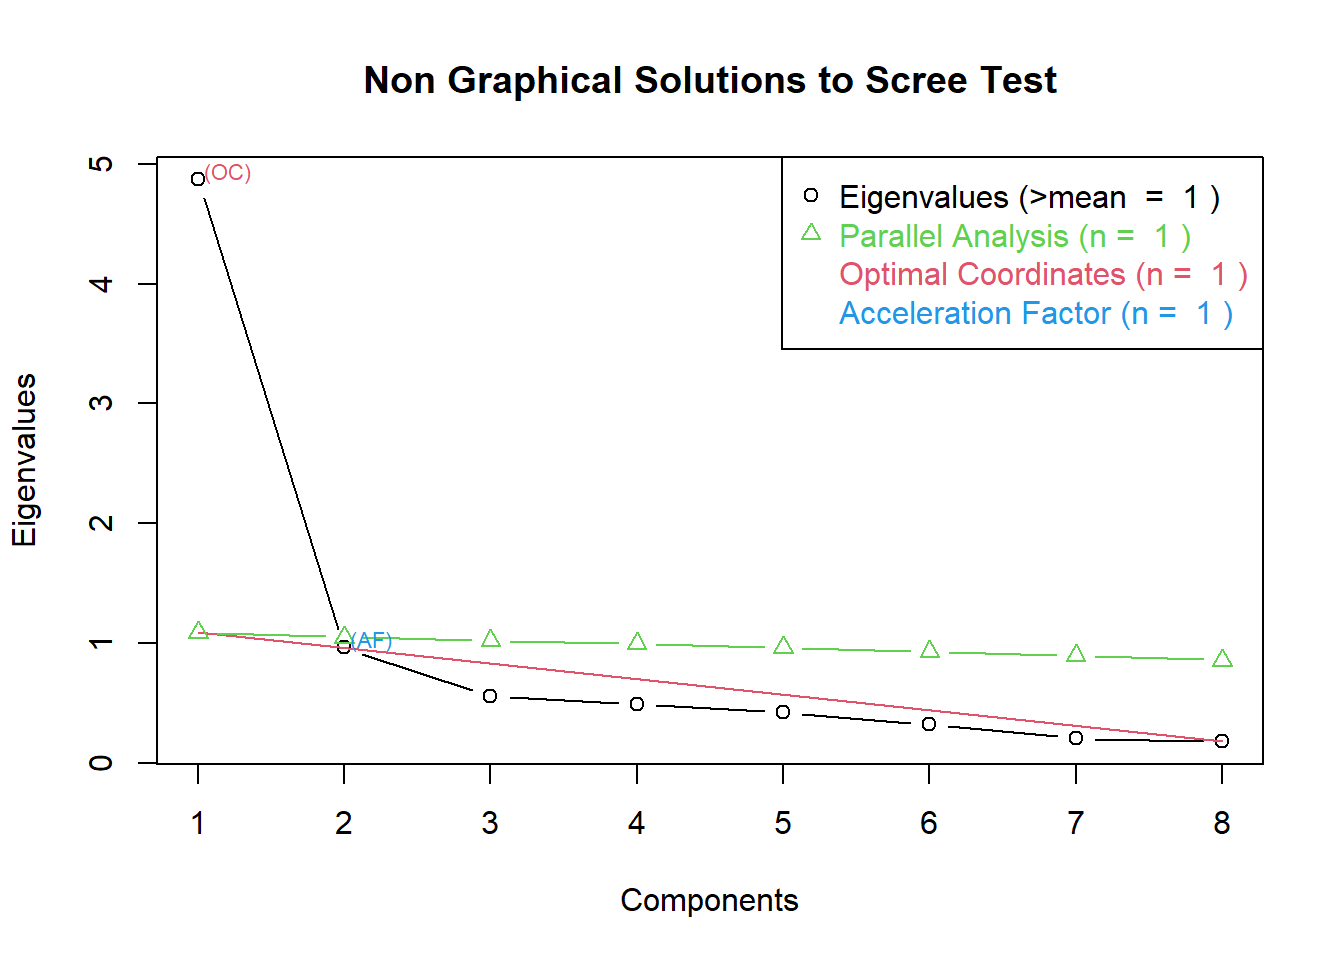 Non Graphical Solutions to Scree Test
Eigenvalues (>mean  =  1 )
Parallel Analysis (n =  1 )
Optimal Coordinates (n =  1 )
Acceleration Factor (n =  1 )
(OC)
(AF)
Eigenvalues
5
4
3
2
1
0
1 2 3 4 5 6 7 8
Components